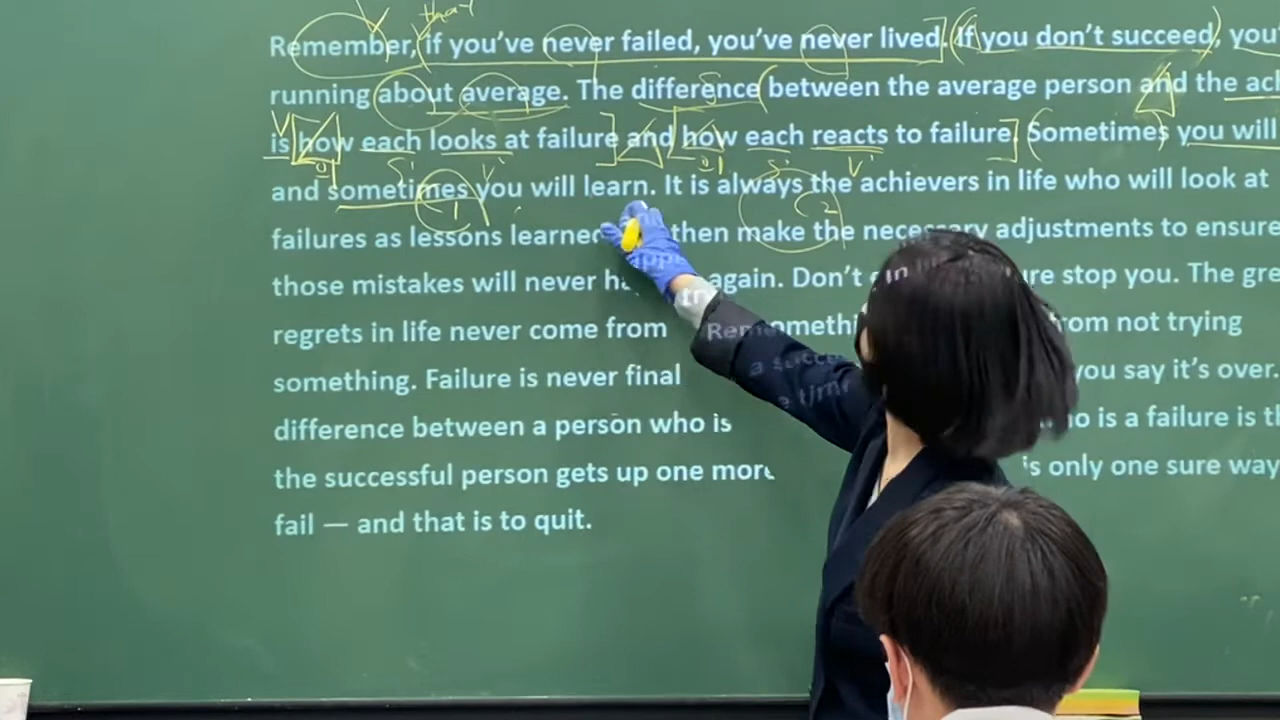 that
Remember, if you've never failed, you've never lived. If you don't succeed, you'
running about average. The difference between the average person and the
is how each looks at failure and how each reacts to failure. Sometimes you will
and sometimes you will learn. It is always the achievers in life who will look at
failures as lessons learned then make the necessary adjustments to ensure
those mistakes will never again. Don't stop you. The
regrets in life never come from from not trying
something. Failure is never final you say it's over.
difference between a person who is is a failure is
the successful person gets up one more is only one sure way
fail — and that is to quit.